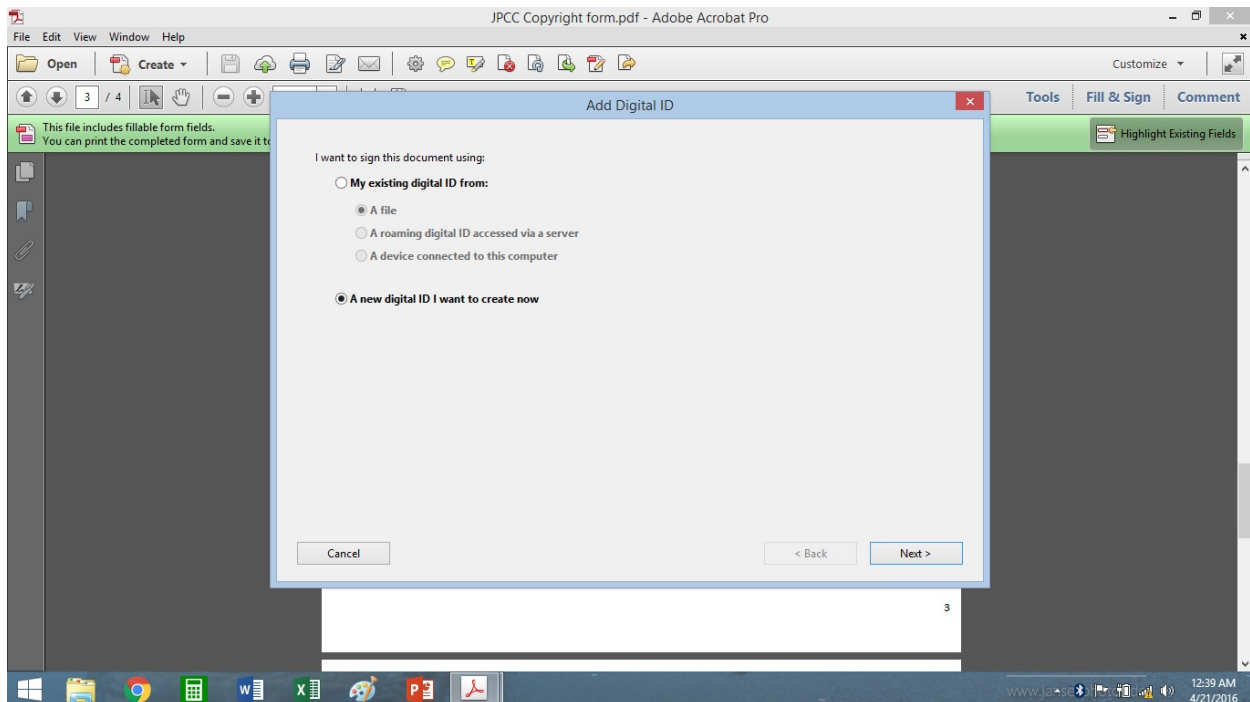 JPCC Copyright form.pdf - Adobe Acrobat Pro
File Edit View Window Help
Open Create Customize
3 / 4 Tools Fill & Sign Comment
Add Digital ID
This file includes fillable form fields.
You can print the completed form and save it to
Highlight Existing Fields
I want to sign this document using:
My existing digital ID from:
A file
A roaming digital ID accessed via a server
A device connected to this computer
A new digital ID I want to create now
Cancel < Back Next >
3
12:39 AM
4/21/2016